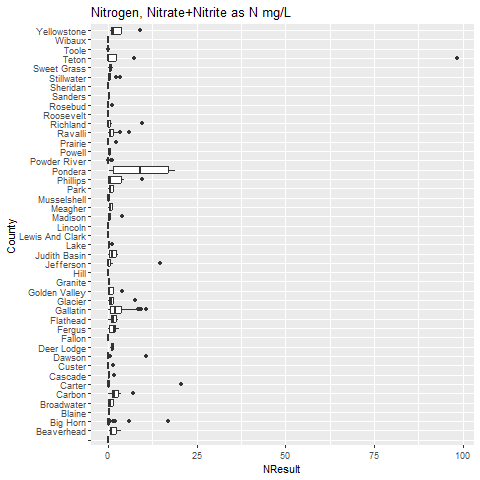 Nitrogen, Nitrate+Nitrite as N mg/L
Yellowstone
Wibaux
Toole
Teton
Sweet Grass
Stillwater
Sheridan
Sanders
Rosebud
Roosevelt
Richland
Ravalli
Prairie
Powell
Powder River
Pondera
Phillips
Park
Musselshell
Meagher
Madison
Lincoln
Lewis And Clark
Lake
Judith Basin
Jefferson
Hill
Granite
Golden Valley
Glacier
Gallatin
Flathead
Fergus
Fallon
Deer Lodge
Dawson
Custer
Cascade
Carter
Carbon
Broadwater
Blaine
Big Horn
Beaverhead
County
0 25 50 75 100
NResult